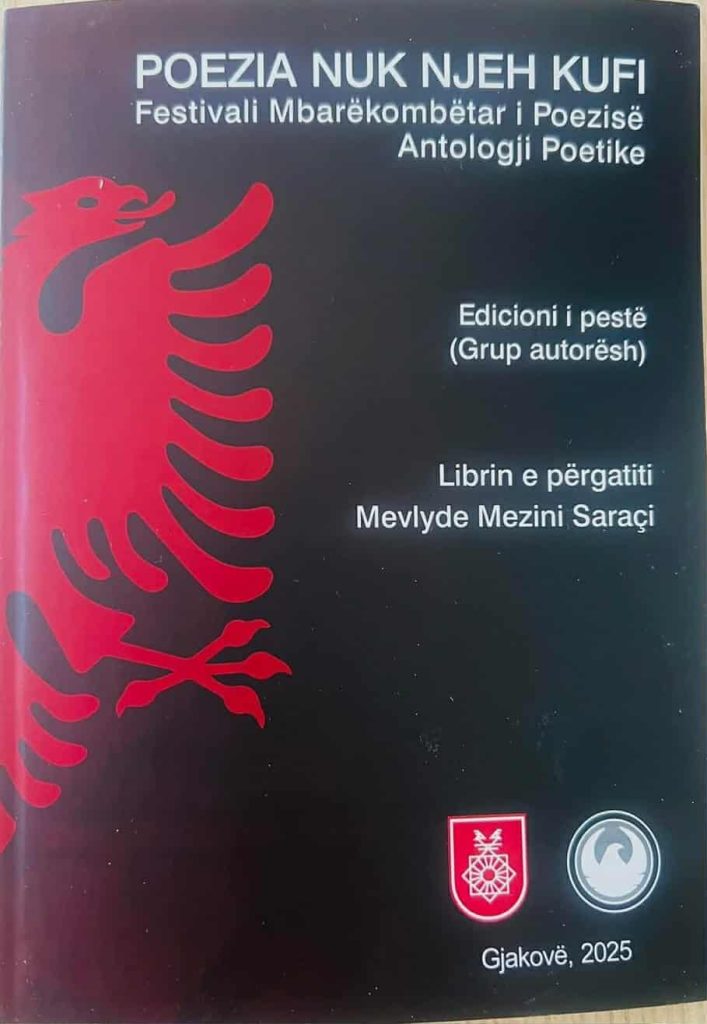 POEZIA NUK NJEH KUFI
Festivali Mbarëkombëtar i Poezisë
Antologji Poetike
Edicioni i pestë
(Grup autorësh)
Librin e përgatiti
Mevlyde Mezini Saraçi
Gjakovë, 2025